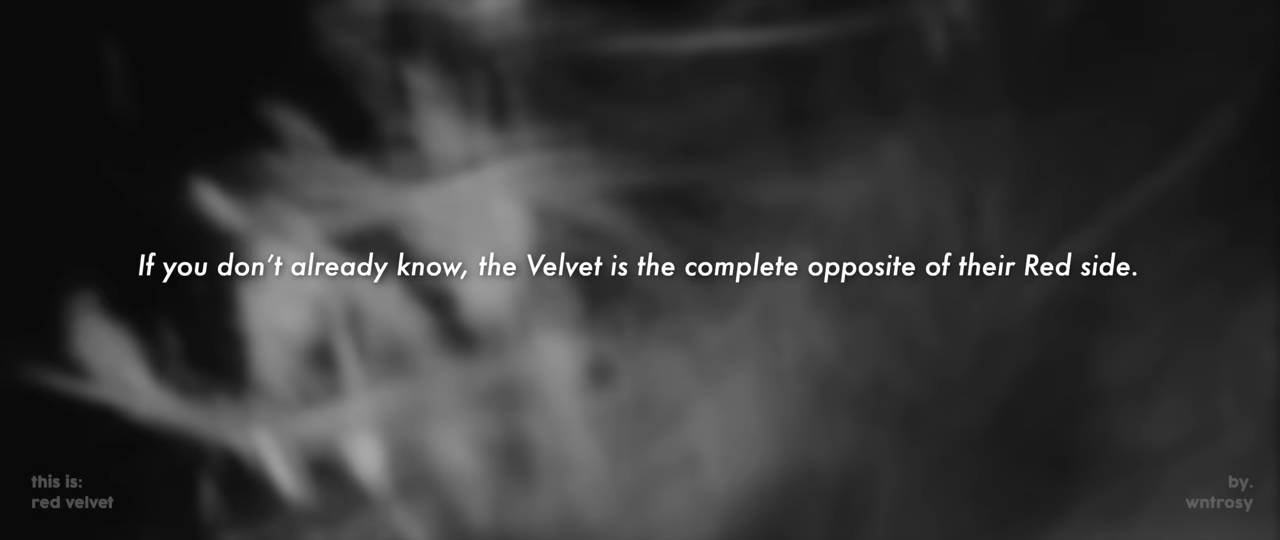 If you don’t already know, the Velvet is the complete opposite of their Red side.
this is:
red velvet
by.
wntrosy